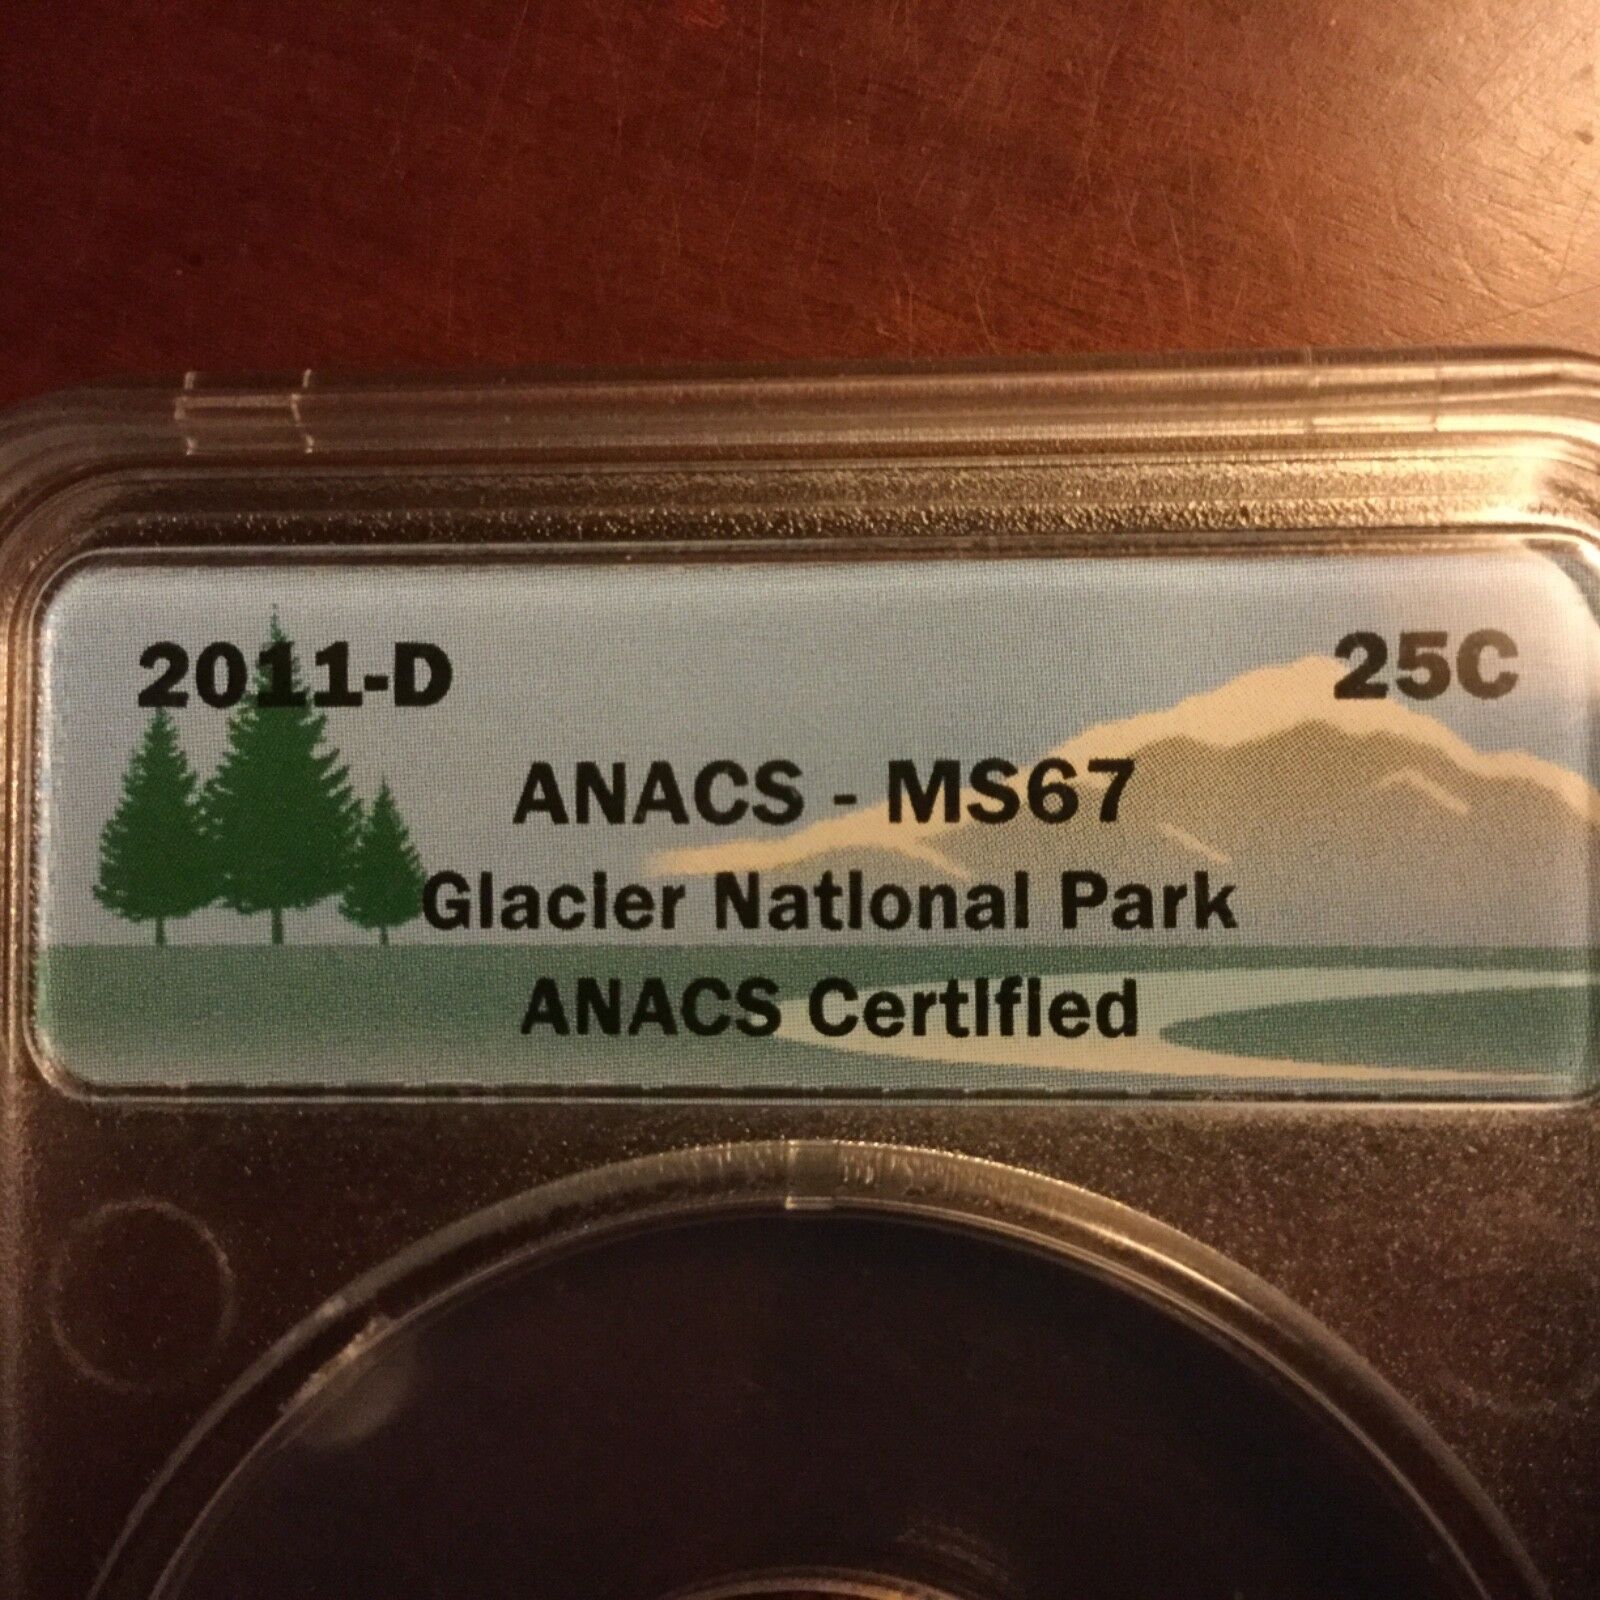 2011-D 25C
ANACS - MS67
Glacier National Park
ANACS Certified